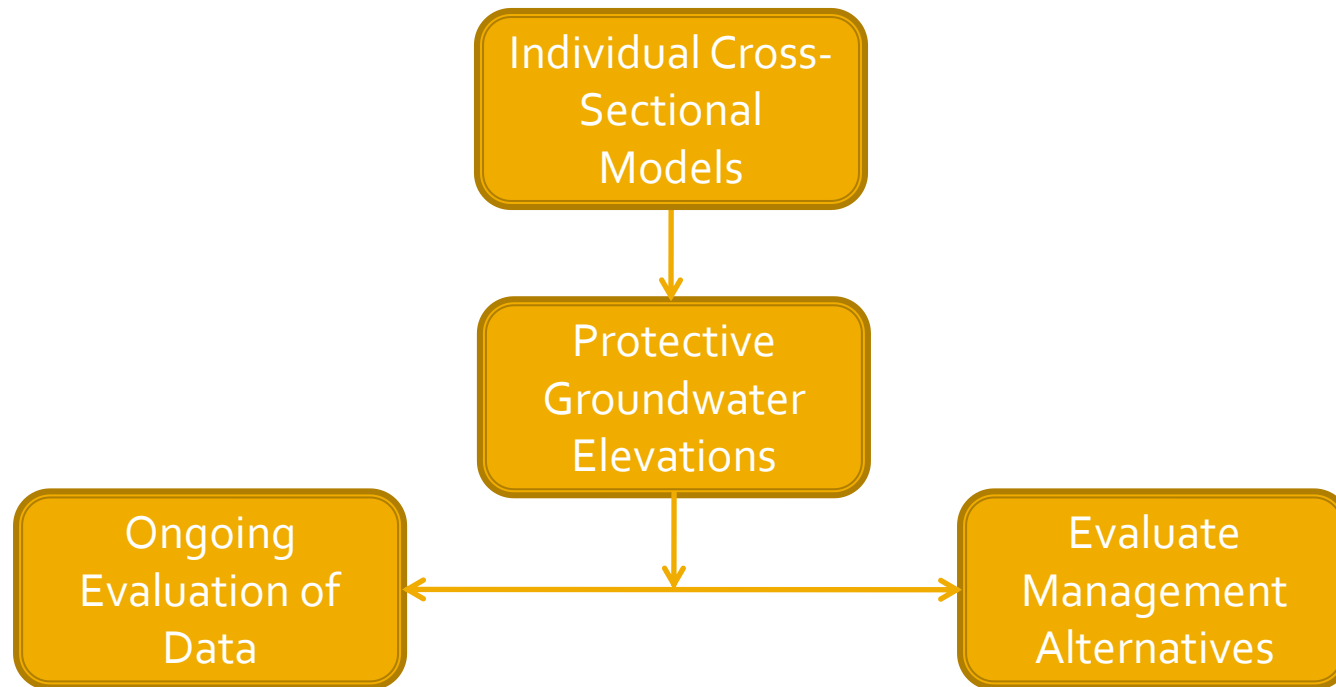 Individual Cross-
Sectional
Models
Protective
Groundwater
Elevations
Ongoing
Evaluation of
Data
Evaluate
Management
Alternatives